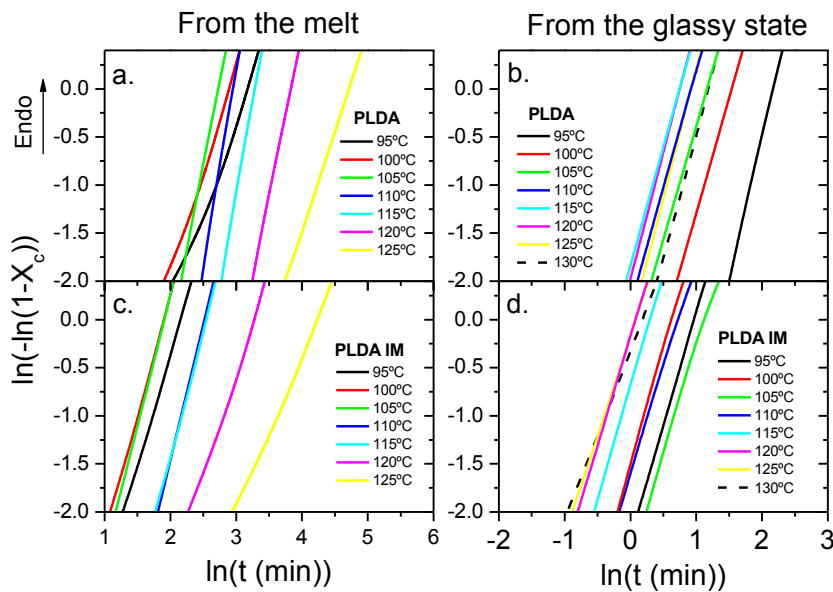 From the melt
From the glassy state
Endo
ln(-ln(1-Xc))
a.
0.0
-0.5
-1.0
-1.5
-2.0
PLDA
95ºC
100ºC
105ºC
110ºC
115ºC
120ºC
125ºC
b.
PLDA
95ºC
100ºC
105ºC
110ºC
115ºC
120ºC
125ºC
130ºC
c.
0.0
-0.5
-1.0
-1.5
-2.0
PLDA IM
95ºC
100ºC
105ºC
110ºC
115ºC
120ºC
125ºC
1 2 3 4 5 6
ln(t (min))
d.
PLDA IM
95ºC
100ºC
105ºC
110ºC
115ºC
120ºC
125ºC
130ºC
-2 -1 0 1 2 3
ln(t (min))